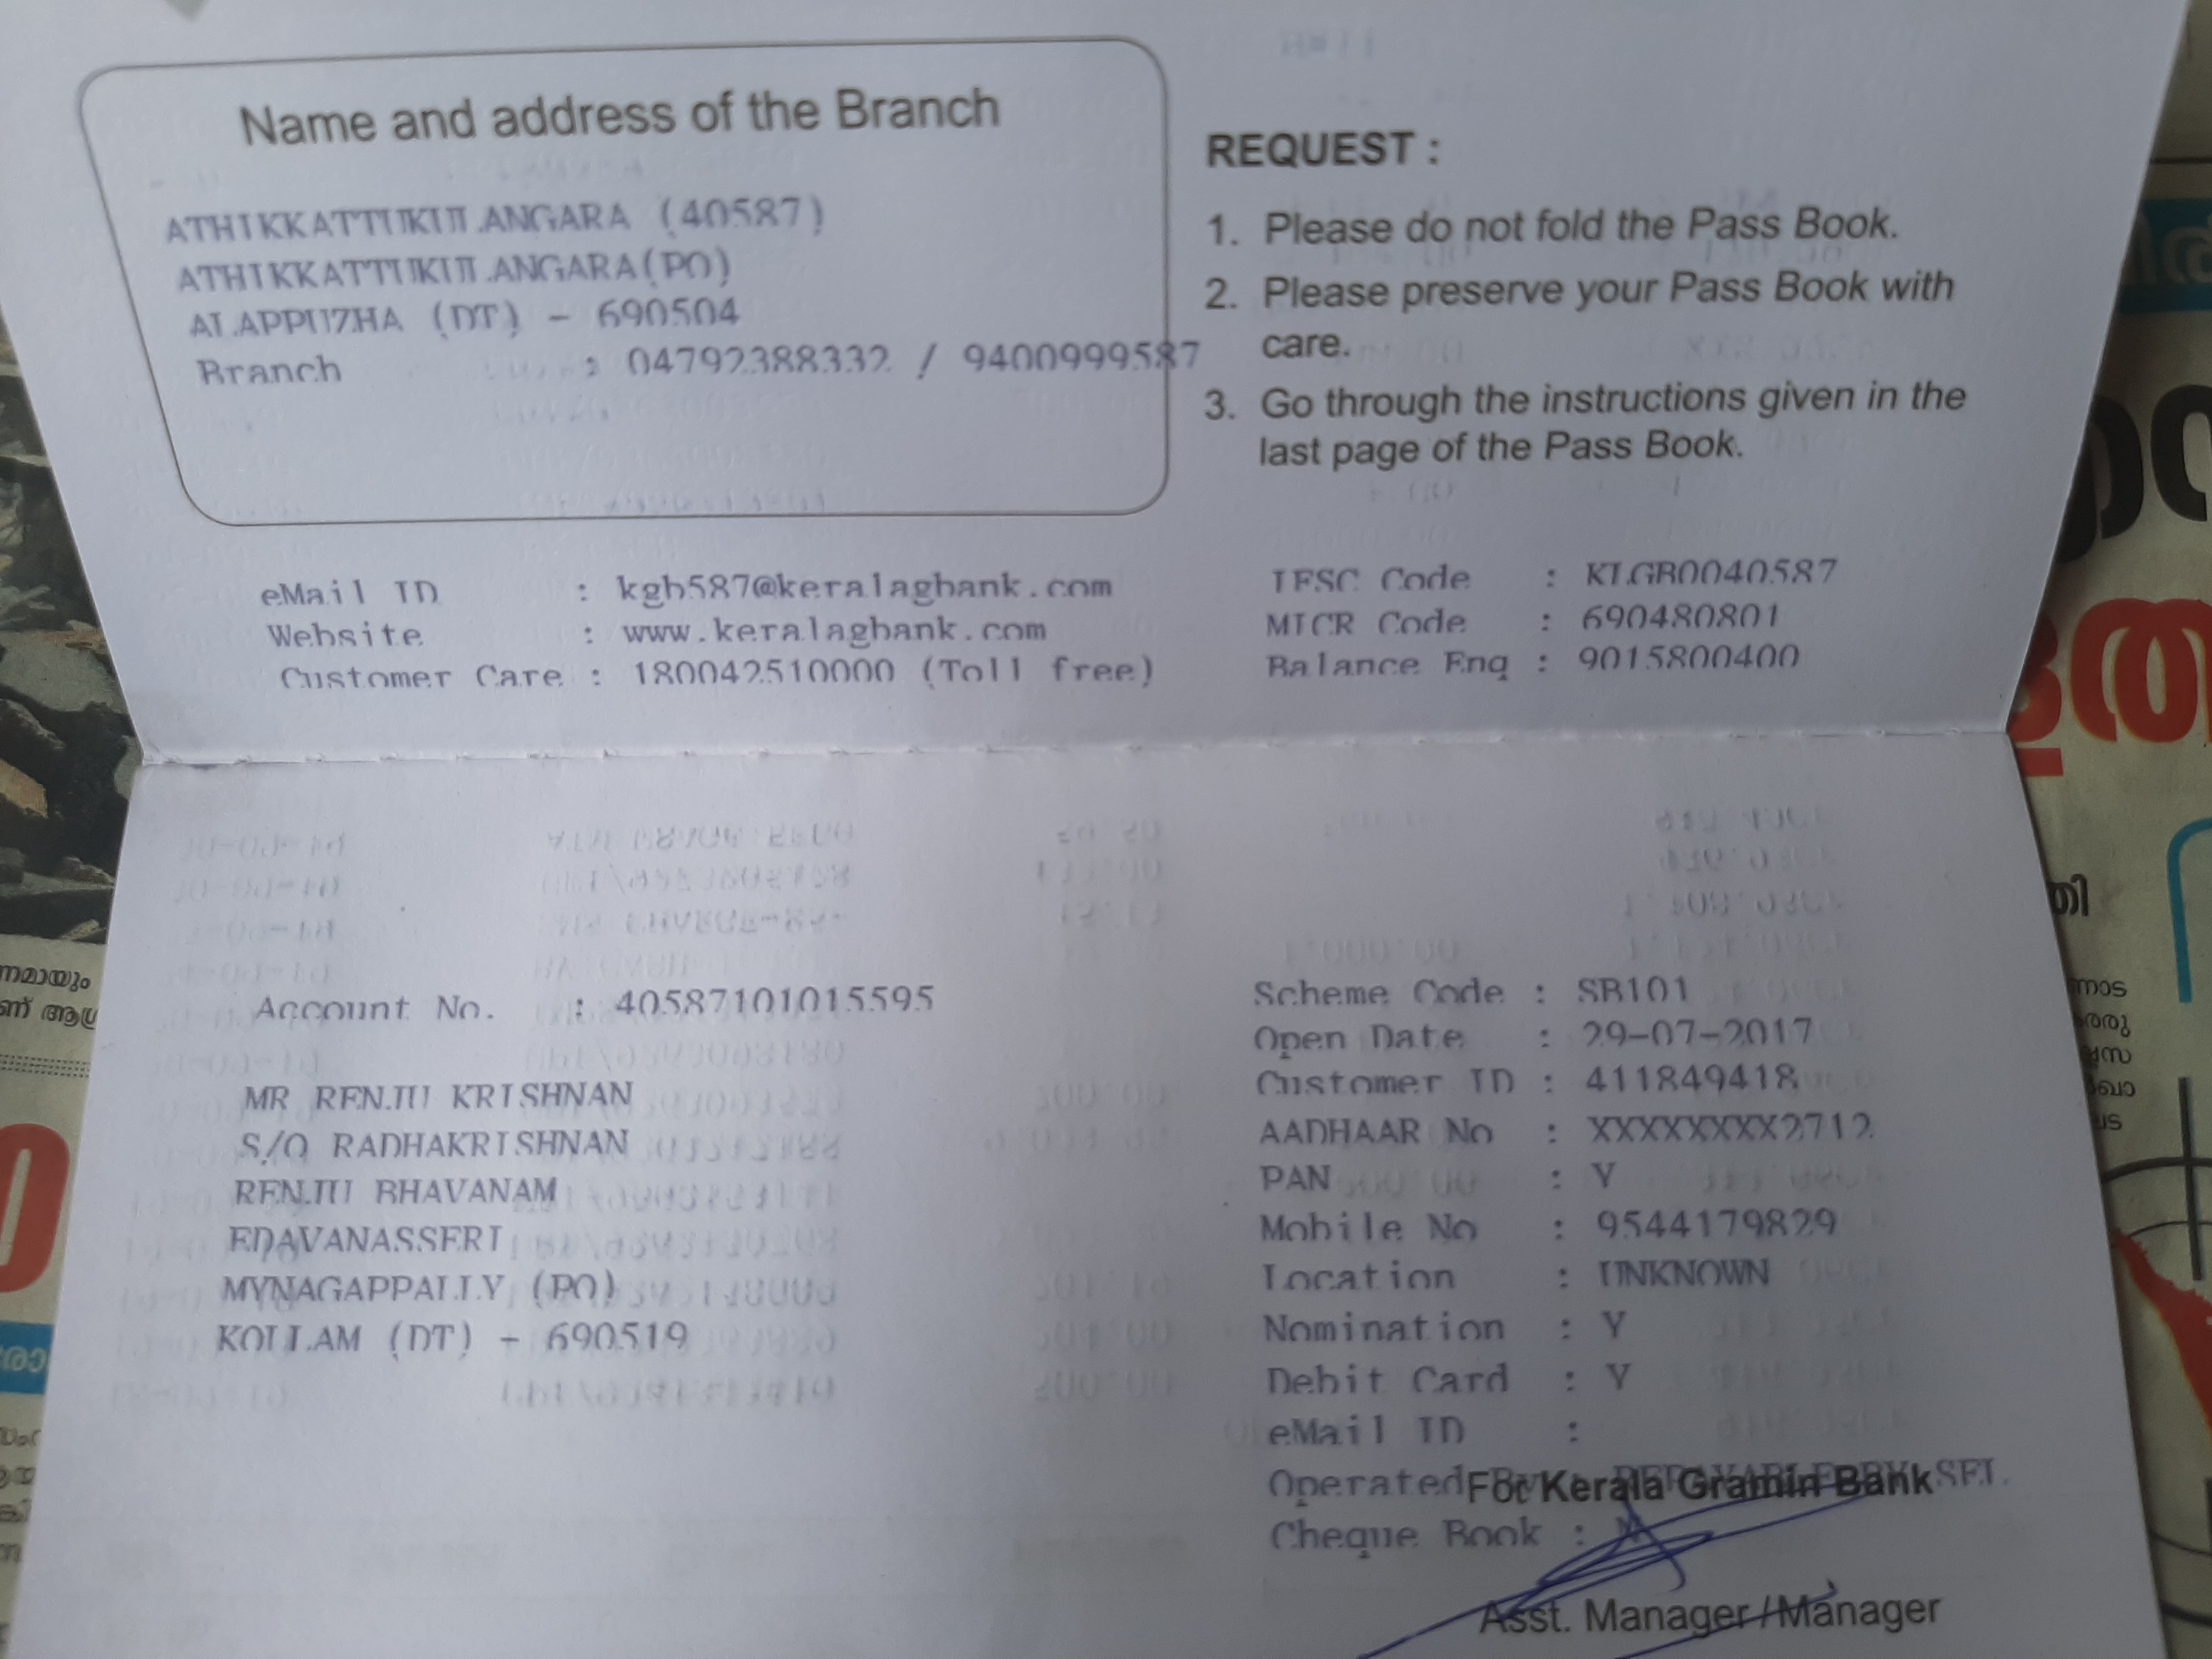 Name and address of the Branch
ATHIKKATTUKULANGARA (40587)
ATHIKKATTUKULANGARA(PO)
ALAPPUZHA (DT) - 690504
Branch : 04792388332 / 9400999587
REQUEST :
1. Please do not fold the Pass Book.
2. Please preserve your Pass Book with
care.
3. Go through the instructions given in the
last page of the Pass Book.
eMail ID : kgb587@keralagbank.com
Website : www.keralagbank.com
Customer Care : 180042510000 (Toll free)
IFSC Code : KLGB0040587
MICR Code : 690480801
Balance Enq : 9015800400
Account No. : 40587101015595
MR RENJU KRISHNAN
S/O RADHAKRISHNAN
RENJU BHAVANAM
EDAVANASSERI
MYNAGAPPALLY (PO)
KOLLAM (DT) - 690519
Scheme Code : SB101
Open Date : 29-07-2017
Customer ID : 411849418
AADHAAR No : XXXXXXXX2712
PAN : Y
Mobile No : 9544179829
Location : UNKNOWN
Nomination : Y
Debit Card : Y
eMail ID :
Operated
For Kerala Gramin Bank
Cheque Book : N
Asst. Manager / Manager
നമായും
തി